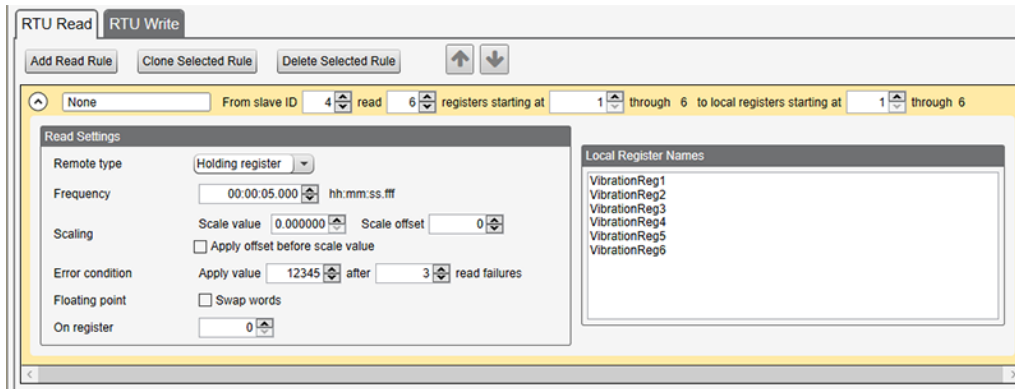 RTU Read RTU Write
Add Read Rule Clone Selected Rule Delete Selected Rule
None From slave ID 4 read 6 registers starting at 1 through 6 to local registers starting at 1 through 6
Read Settings
Remote type Holding register
Frequency 00:00:05.000 hh:mm:ss.fff
Scaling Scale value 0.000000 Scale offset 0
Apply offset before scale value
Error condition Apply value 12345 after 3 read failures
Floating point Swap words
On register 0
Local Register Names
VibrationReg1
VibrationReg2
VibrationReg3
VibrationReg4
VibrationReg5
VibrationReg6